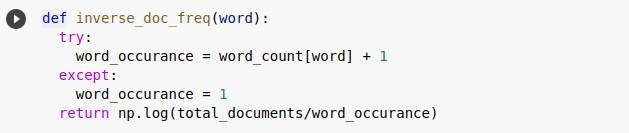 def inverse_doc_freq(word):
  try:
    word_occurance = word_count[word] + 1
  except:
    word_occurance = 1
  return np.log(total_documents/word_occurance)